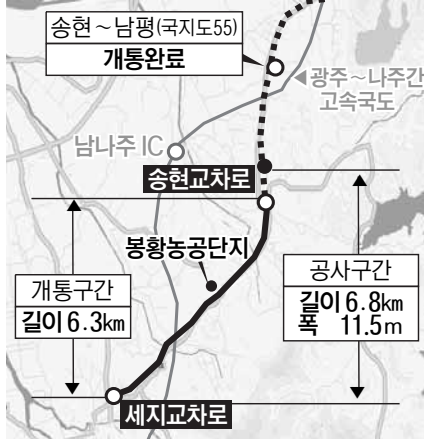 송현~남평(국지도55)
개통완료
◀광주~나주간
고속국도
남나주 IC
송현교차로
봉황농공단지
개통구간
길이 6.3km
공사구간
길이 6.8km
폭 11.5m
세지교차로